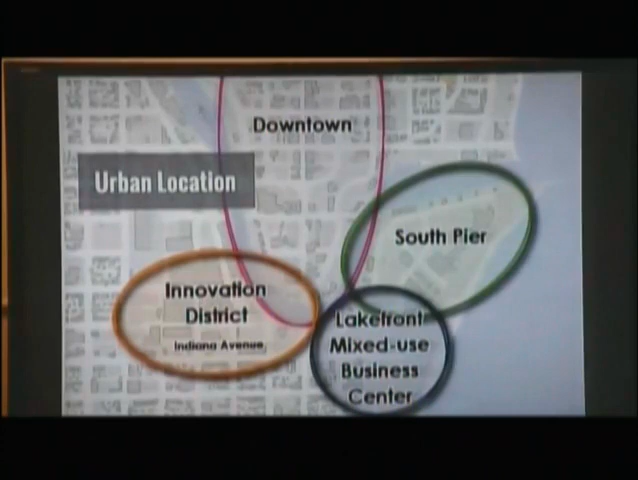 Downtown
Urban Location
South Pier
Innovation
District
Indiana Avenue
Lakefront
Mixed-use
Business
Center